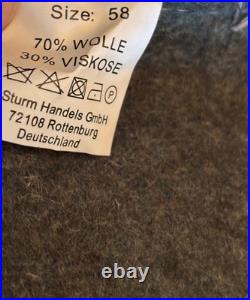 Size: 58
70% WOLLE
30% VISKOSE
P
Sturm Handels GmbH
72108 Rottenburg
Deutschland